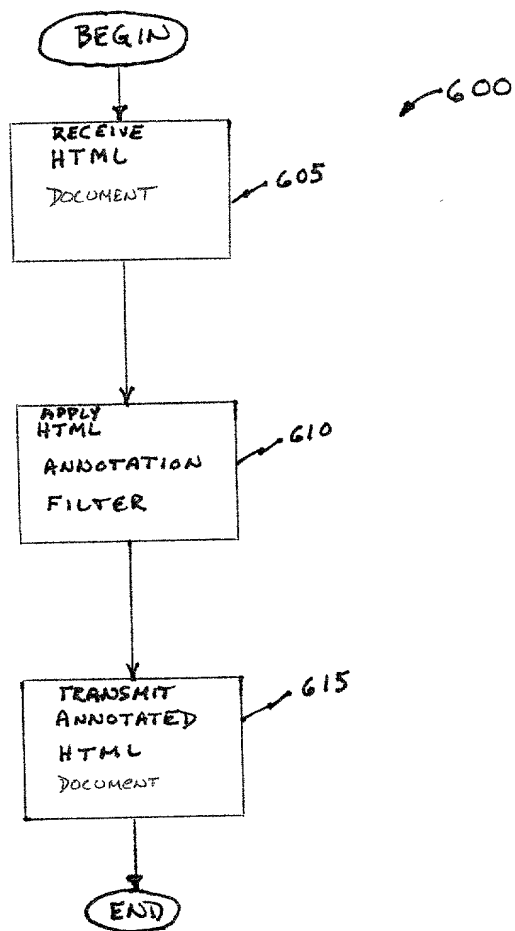 BEGIN
600
RECEIVE
HTML
DOCUMENT
605
APPLY
HTML
ANNOTATION
FILTER
610
TRANSMIT
ANNOTATED
HTML
DOCUMENT
615
END